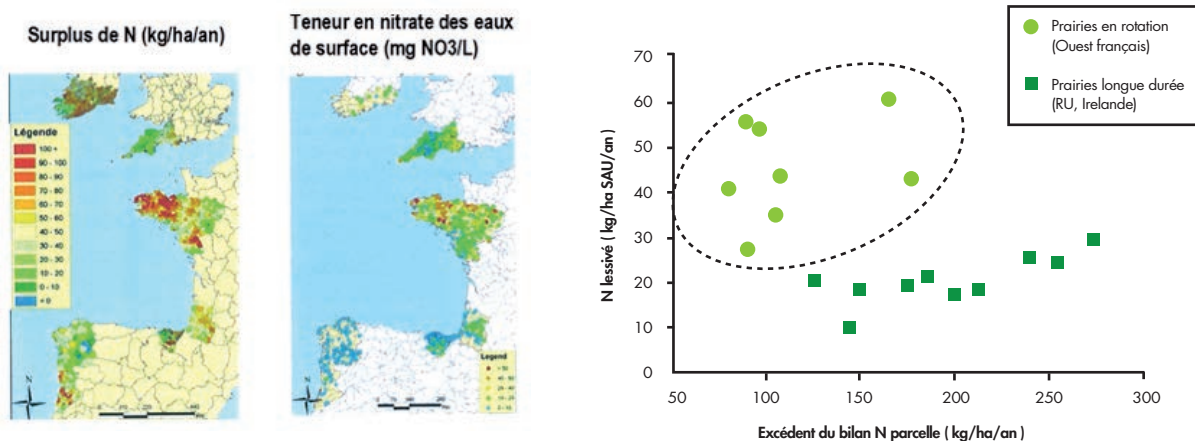 Surplus de N (kg/ha/an)
Légende
100 +
90 - 100
80 - 90
70 - 80
60 - 70
50 - 60
40 - 50
30 - 40
20 - 30
10 - 20
0 - 10
N
Teneur en nitrate des eaux
de surface (mg NO3/L)
Legend
N
Prairies en rotation
(Ouest français)
Prairies longue durée
(RU, Irelande)
N lessivé ( kg/ha SAU/an)
70
60
50
40
30
20
10
0
50
100
150
200
250
300
Excédent du bilan N parcelle ( kg/ha/an)